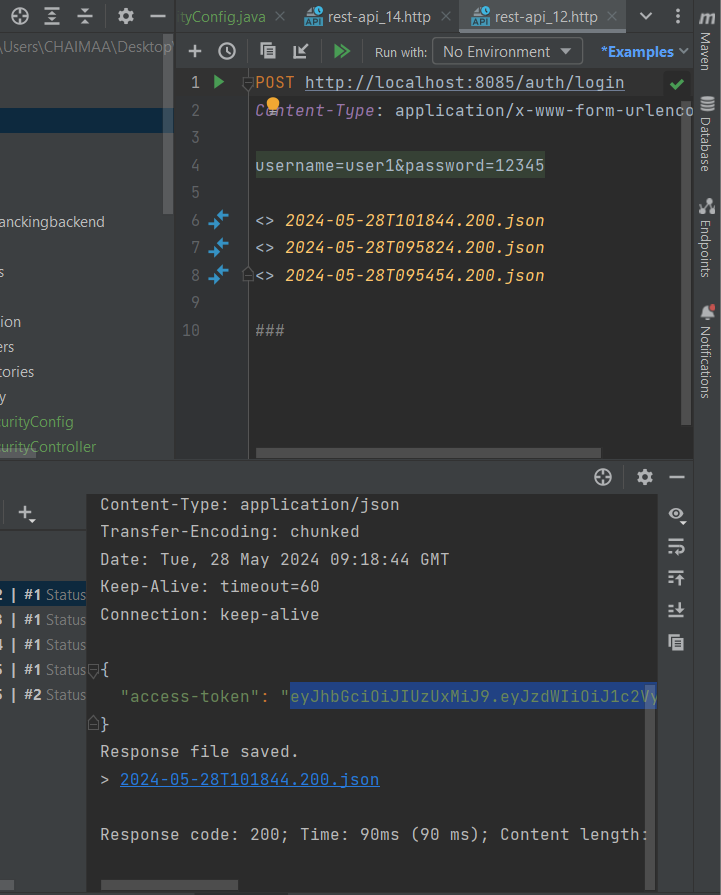 tyConfig.java
rest-api_14.http
rest-api_12.http
\Users\CHAIMAA\Desktop\
Run with:
No Environment
*Examples
1 POST http://localhost:8085/auth/login
2 Content-Type: application/x-www-form-urlenco
3
4 username=user1&password=12345
5
6 <> 2024-05-28T101844.200.json
7 <> 2024-05-28T095824.200.json
8 <> 2024-05-28T095454.200.json
9
10 ###
anckingbackend
s
ion
ers
tories
y
curityConfig
curityController
m
Maven
Database
Endpoints
Notifications
2 | #1 Status
3 | #1 Status
4 | #1 Status
5 | #1 Status
5 | #2 Status
Content-Type: application/json
Transfer-Encoding: chunked
Date: Tue, 28 May 2024 09:18:44 GMT
Keep-Alive: timeout=60
Connection: keep-alive
{
"access-token": "eyJhbGciOiJIUzUxMiJ9.eyJzdWIiOiJ1c2Vy
}
Response file saved.
> 2024-05-28T101844.200.json
Response code: 200; Time: 90ms (90 ms); Content length: